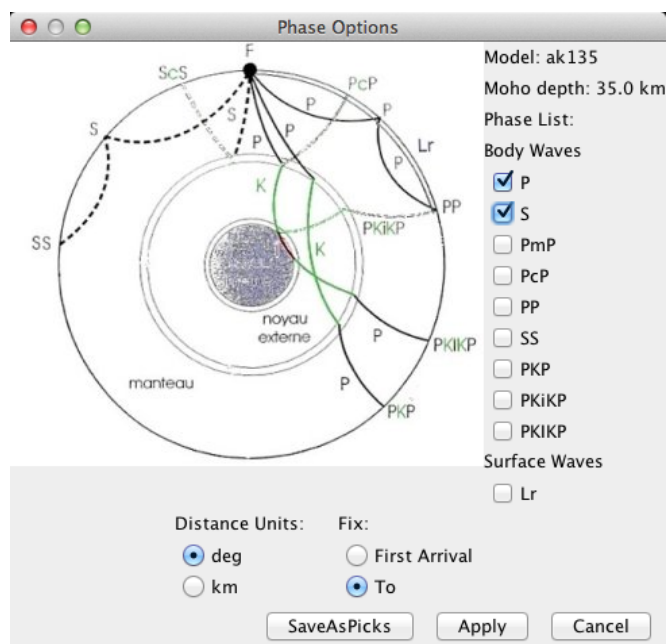 Phase Options
F
ScS
PcP
P
S
S
P
P
P
Lr
K
PP
SS
PKiKP
K
noyau
externe
P
PKIKP
manteau
P
PKP
Model: ak135
Moho depth: 35.0 km
Phase List:
Body Waves
P
S
PmP
PcP
PP
SS
PKP
PKiKP
PKIKP
Surface Waves
Lr
Distance Units:
Fix:
deg
First Arrival
km
To
SaveAsPicks
Apply
Cancel